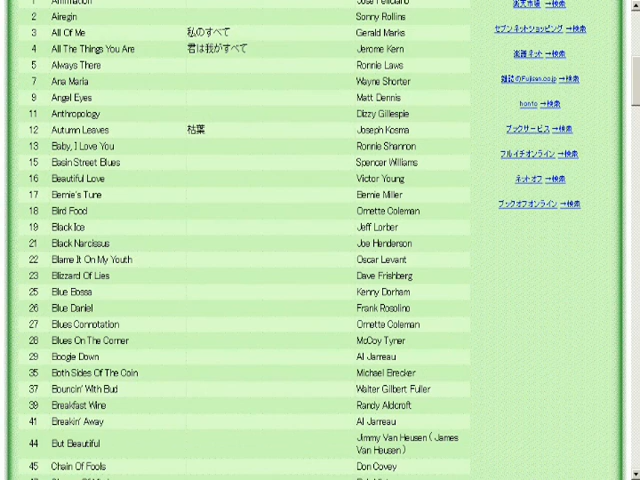 1 Animation José Feliciano
2 Airegin Sonny Rollins
3 All Of Me 私のすべて Gerald Marks
4 All The Things You Are 君は我がすべて Jerome Kern
5 Always There Ronnie Laws
7 Ana Maria Wayne Shorter
9 Angel Eyes Matt Dennis
11 Anthropology Dizzy Gillespie
12 Autumn Leaves 枯葉 Joseph Kosma
13 Baby, I Love You Ronnie Shannon
15 Basin Street Blues Spencer Williams
16 Beautiful Love Victor Young
17 Bernie's Tune Bernie Miller
18 Bird Food Ornette Coleman
19 Black Ice Jeff Lorber
21 Black Narcissus Joe Henderson
22 Blame It On My Youth Oscar Levant
23 Blizzard Of Lies Dave Frishberg
25 Blue Bossa Kenny Dorham
26 Blue Daniel Frank Rosolino
27 Blues Connotation Ornette Coleman
28 Blues On The Corner McCoy Tyner
29 Boogie Down Al Jarreau
35 Both Sides Of The Coin Michael Brecker
37 Bouncin' With Bud Walter Gilbert Fuller
39 Breakfast Wine Randy Aldcroft
41 Breakin' Away Al Jarreau
44 But Beautiful Jimmy Van Heusen ( James
Van Heusen )
45 Chain Of Fools Don Covey
楽天市場 →検索
セブンネットショッピング →検索
楽譜ネット →検索
雑誌のFujisan.co.jp →検索
honto →検索
ブックサービス →検索
フルイチオンライン →検索
ネットオフ →検索
ブックオフオンライン →検索